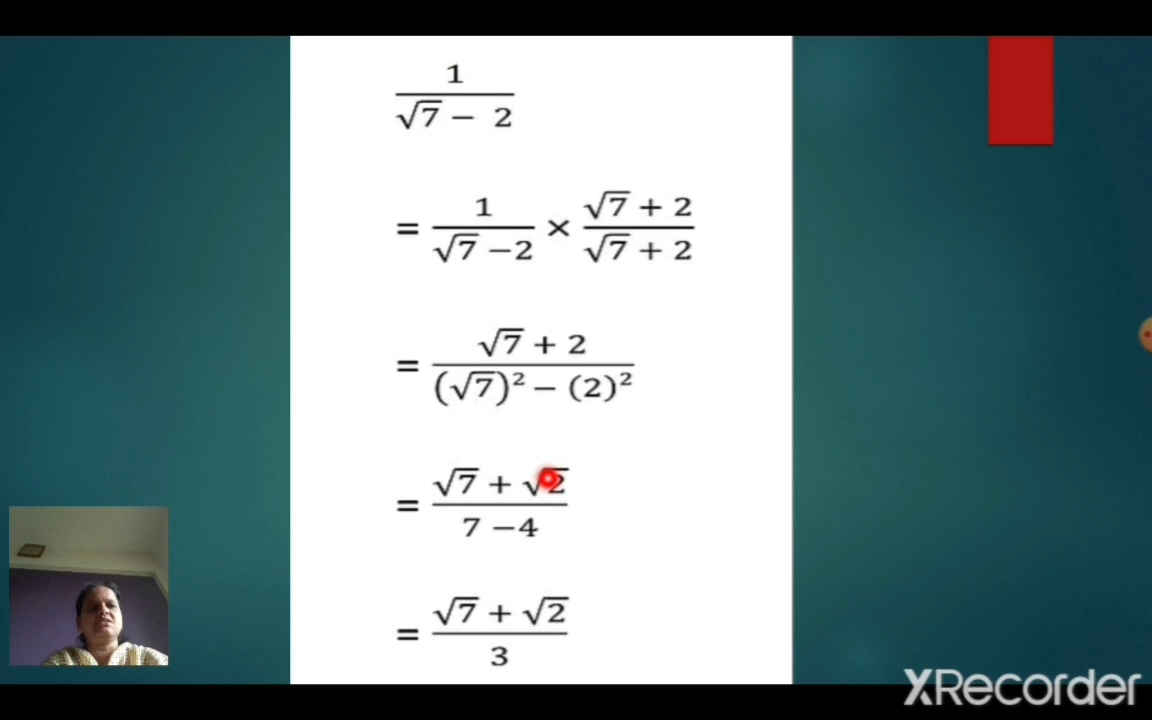 1
√7 − 2
= 1/(√7 −2) × (√7 + 2)/(√7 + 2)
= (√7 + 2)/((√7)² − (2)²)
= (√7 + √2)/(7 −4)
= (√7 + √2)/3
XRecorder